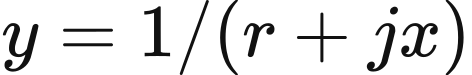 y = 1/(r + jx)